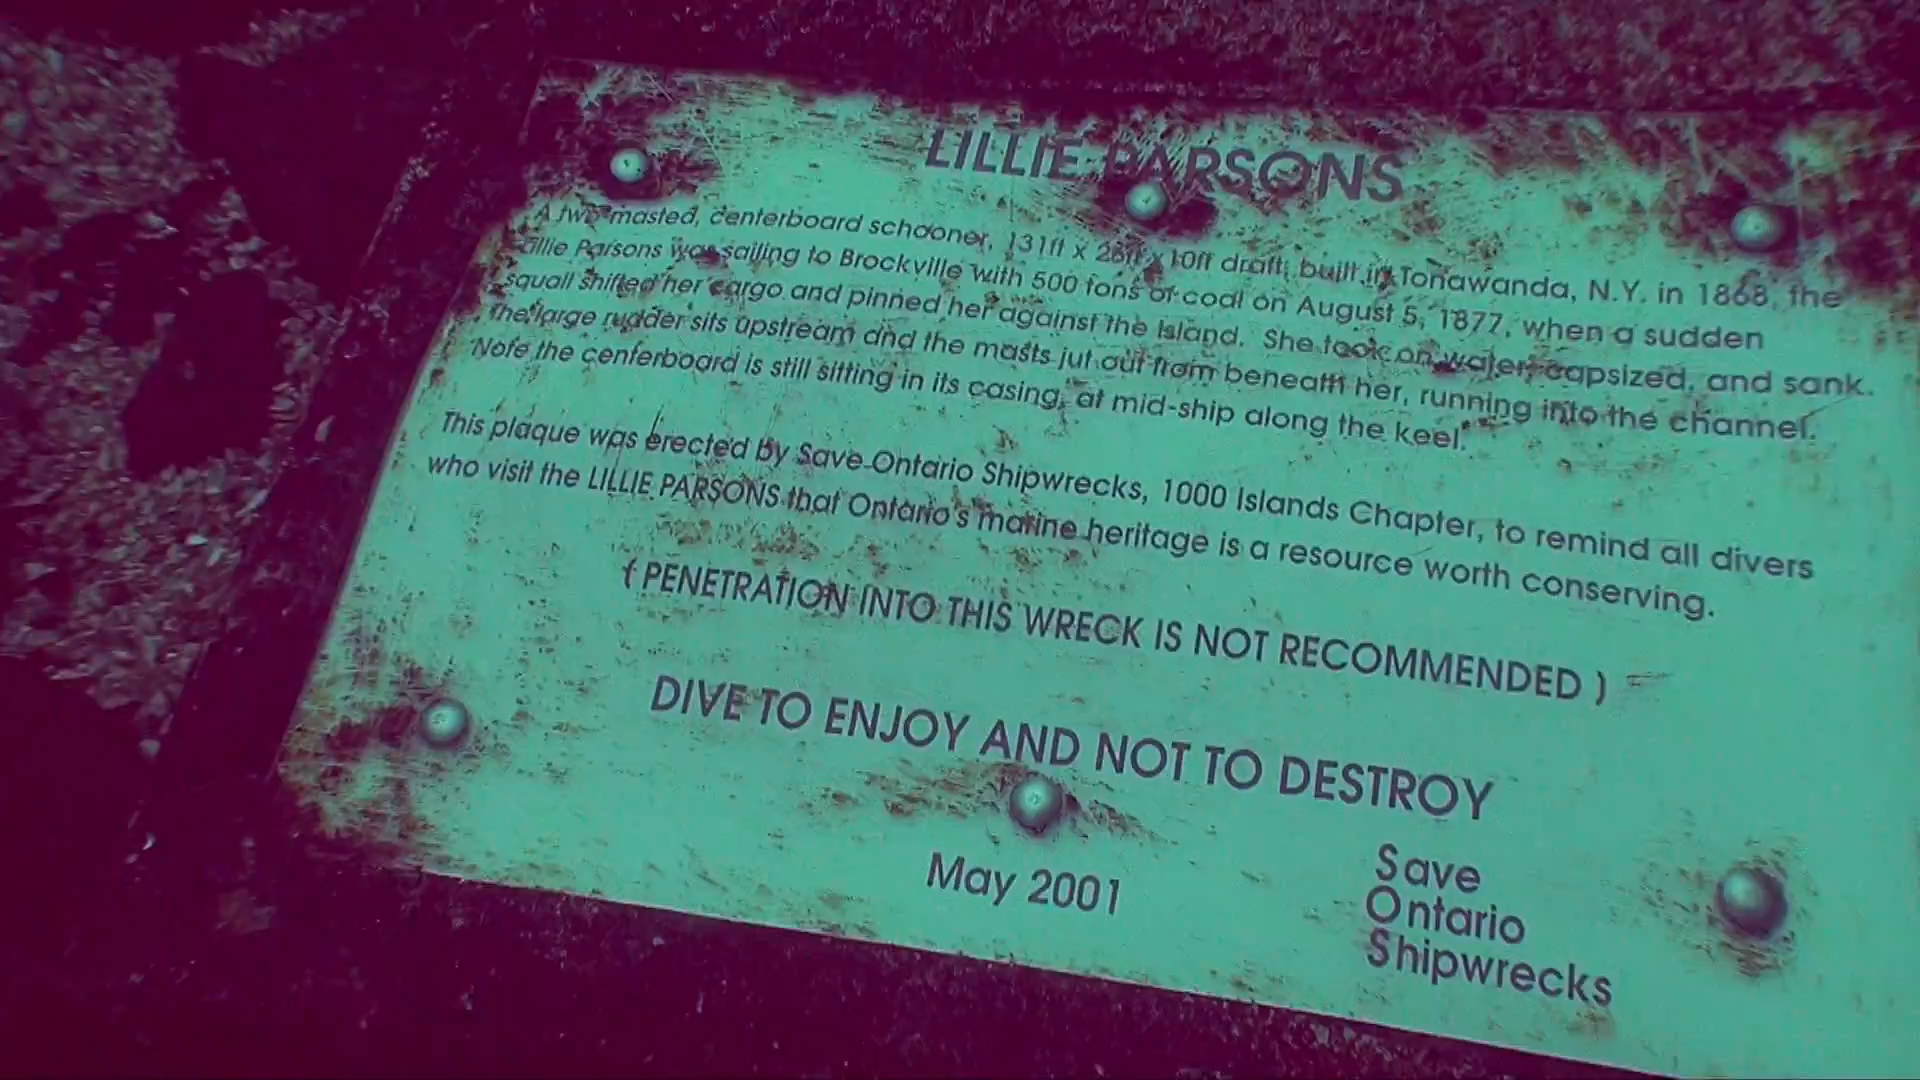 LILLIE PARSONS
A two masted, centerboard schooner, 131ft x 26ft x 10ft draft, built in Tonawanda, N.Y. in 1868, the
Lillie Parsons was sailing to Brockville with 500 tons of coal on August 5, 1877, when a sudden
squall shifted her cargo and pinned her against the Island. She took on water, capsized, and sank.
The large rudder sits upstream and the masts jut out from beneath her, running into the channel.
Note the centerboard is still sitting in its casing, at mid-ship along the keel.
This plaque was erected by Save Ontario Shipwrecks, 1000 Islands Chapter, to remind all divers
who visit the LILLIE PARSONS that Ontario's marine heritage is a resource worth conserving.
( PENETRATION INTO THIS WRECK IS NOT RECOMMENDED )
DIVE TO ENJOY AND NOT TO DESTROY
May 2001
Save
Ontario
Shipwrecks